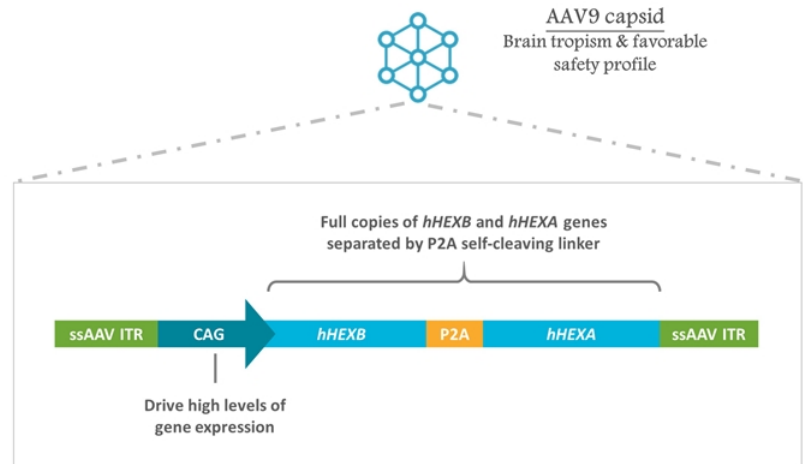 AAV9 capsid
Brain tropism & favorable
safety profile
Full copies of hHEXB and hHEXA genes
separated by P2A self-cleaving linker
ssAAV ITR CAG hHEXB P2A hHEXA ssAAV ITR
Drive high levels of
gene expression